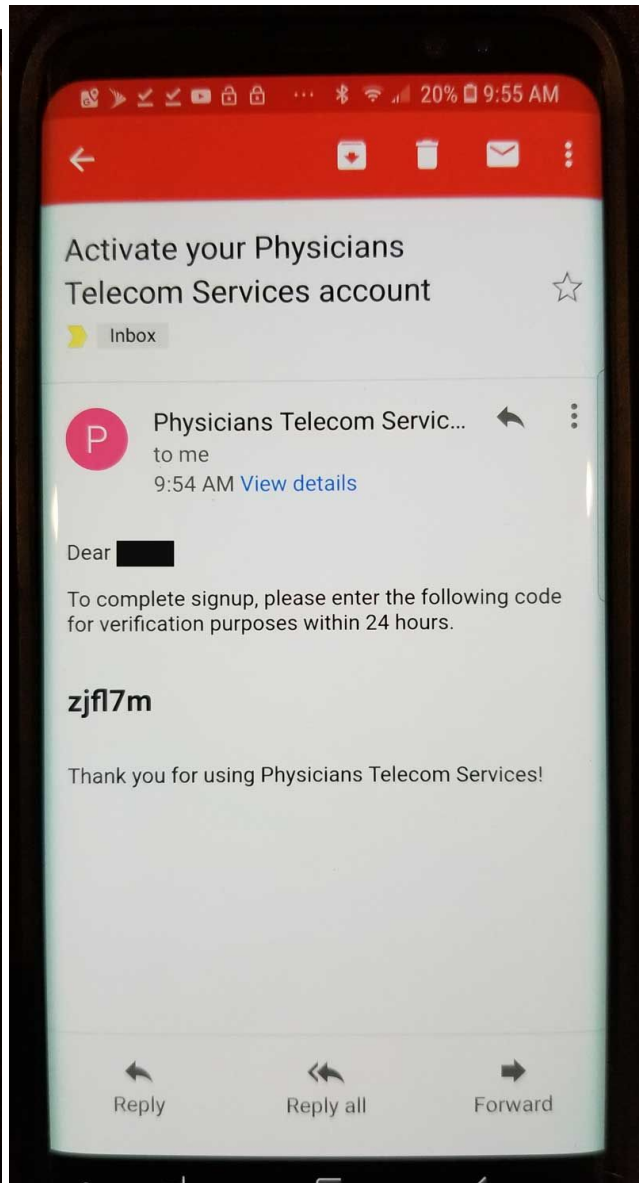 20% 9:55 AM
Activate your Physicians
Telecom Services account
Inbox
P
Physicians Telecom Servic...
to me
9:54 AM View details
Dear
To complete signup, please enter the following code
for verification purposes within 24 hours.
zjfl7m
Thank you for using Physicians Telecom Services!
Reply Reply all Forward